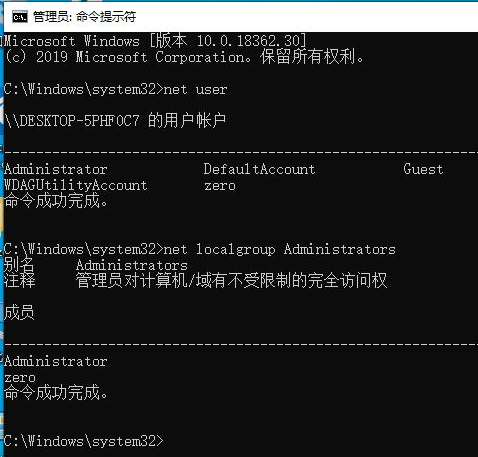 管理员: 命令提示符
Microsoft Windows [版本 10.0.18362.30]
(c) 2019 Microsoft Corporation。保留所有权利。
C:\Windows\system32>net user
\\DESKTOP-5PHF0C7 的用户帐户
-------------------------------------------------------------------------------
Administrator            DefaultAccount           Guest
WDAGUtilityAccount       zero
命令成功完成。
C:\Windows\system32>net localgroup Administrators
别名     Administrators
注释     管理员对计算机/域有不受限制的完全访问权
成员
-------------------------------------------------------------------------------
Administrator
zero
命令成功完成。
C:\Windows\system32>